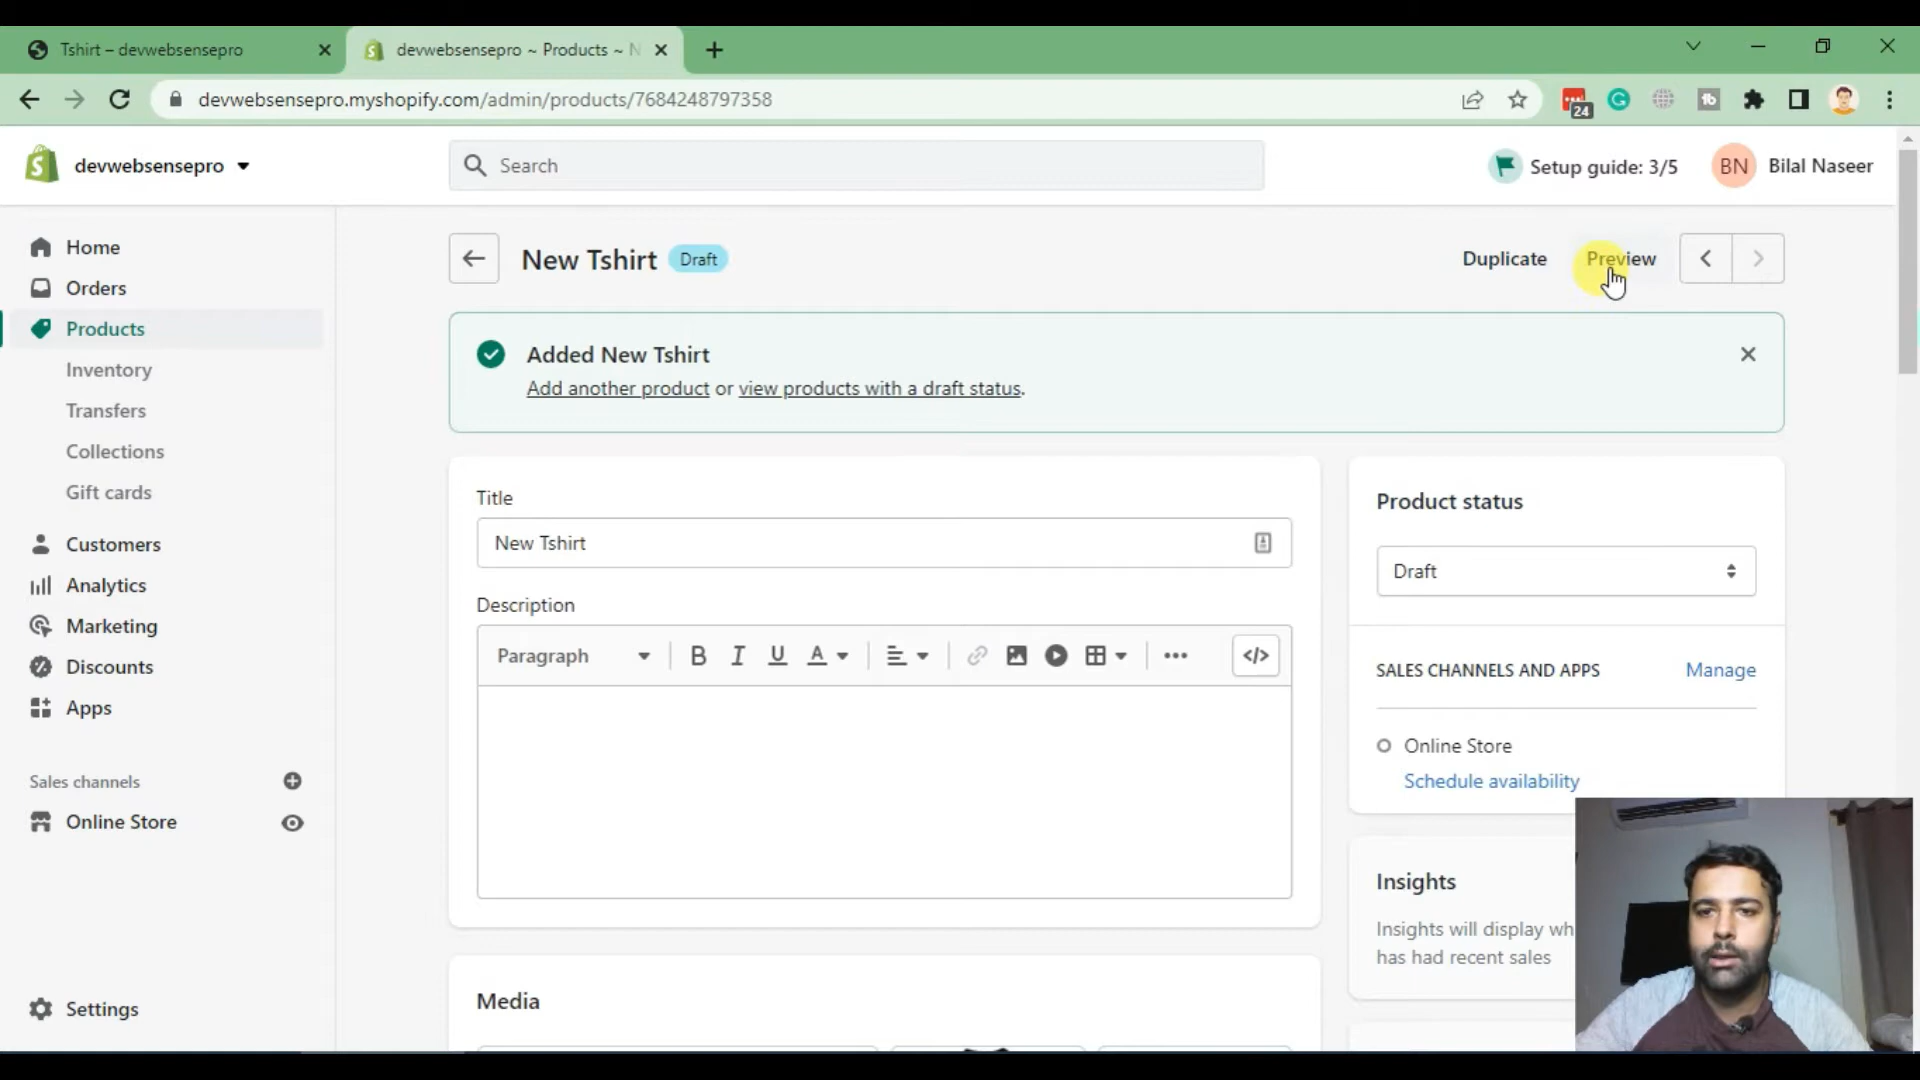 Tshirt – devwebsensepro
devwebsensepro ~ Products ~ N
devwebsensepro.myshopify.com/admin/products/7684248797358
24
devwebsensepro
Search
Setup guide: 3/5
BN
Bilal Naseer
Home
Orders
Products
Inventory
Transfers
Collections
Gift cards
Customers
Analytics
Marketing
Discounts
Apps
Sales channels
Online Store
Settings
New Tshirt
Draft
Duplicate
Preview
Added New Tshirt
Add another product or view products with a draft status.
Title
New Tshirt
Description
Paragraph
B I U A
</>
Media
Product status
Draft
SALES CHANNELS AND APPS
Manage
Online Store
Schedule availability
Insights
Insights will display wh
has had recent sales